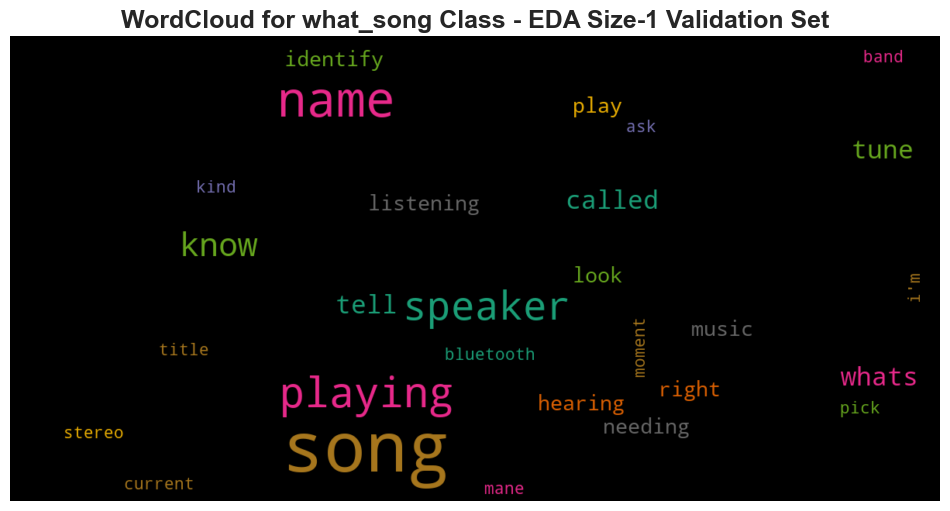 WordCloud for what_song Class - EDA Size-1 Validation Set
identify
band
name
play
ask
tune
kind
listening
called
know
look
i'm
tell
speaker
music
moment
title
bluetooth
whats
playing
right
hearing
pick
needing
stereo
song
current
mane